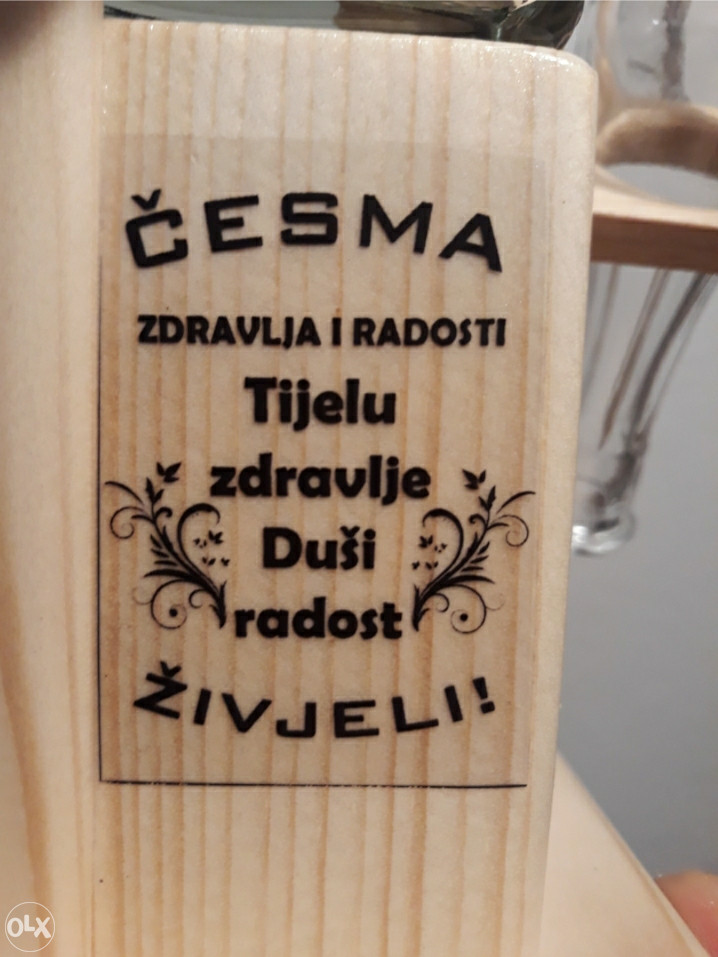 ČESMA
ZDRAVLJA I RADOSTI
Tijelu
zdravlje
Duši
radost
ŽIVJELI!
OLX